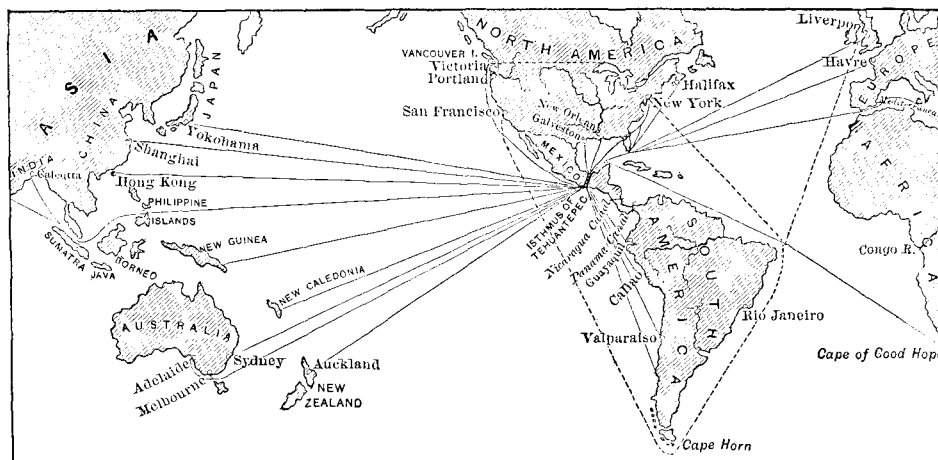 ASIA
CHINA
JAPAN
INDIA
Calcutta
Yokohama
Shanghai
Hong Kong
PHILIPPINE
ISLANDS
SUMATRA
JAVA
BORNEO
NEW GUINEA
NEW CALEDONIA
AUSTRALIA
Adelaide
Melbourne
Sydney
Auckland
NEW
ZEALAND
NORTH AMERICA
VANCOUVER I.
Victoria
Portland
San Francisco
Halifax
New York
New Orleans
Galveston
MEXICO
ISTHMUS OF
TEHUANTEPEC
Nicaragua Canal
Panama Canal
Guayaquil
Callao
Valparaiso
SOUTH
AMERICA
Rio Janeiro
Cape Horn
Liverpool
Havre
EUROPE
Mediterranean
AFRICA
Congo R.
Cape of Good Hope